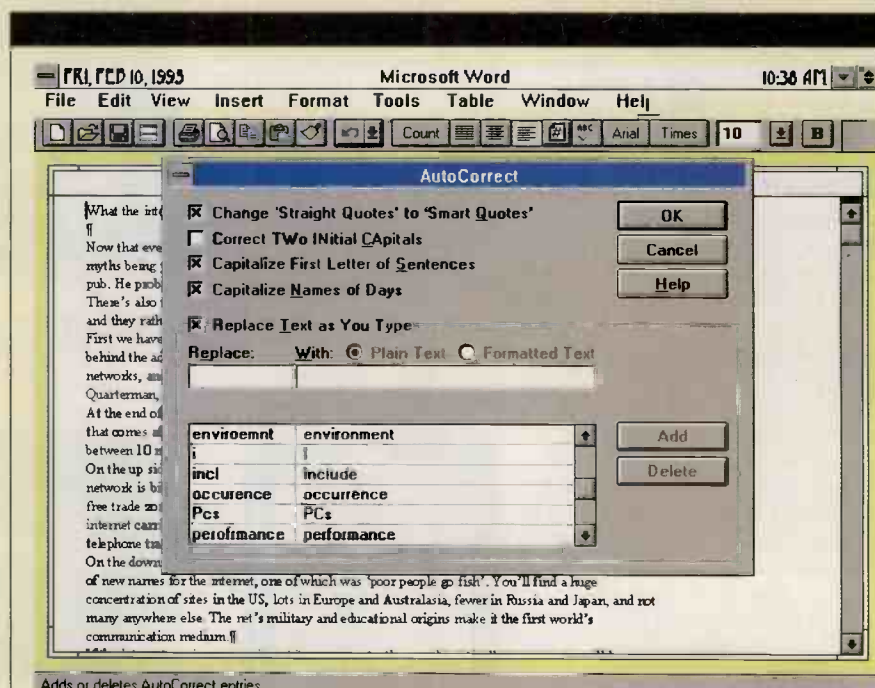 FRI, FEB 10, 1995 Microsoft Word 10:38 AM
File Edit View Insert Format Tools Table Window Help
Count ABC Arial Times 10 B
AutoCorrect
Change 'Straight Quotes' to 'Smart Quotes'
Correct TWo INitial CApitals
Capitalize First Letter of Sentences
Capitalize Names of Days
Replace Text as You Type
Replace: With: Plain Text Formatted Text
enviroemnt environment
i I
incl include
occurence occurrence
Pcs PCs
perofrmance performance
OK
Cancel
Help
Add
Delete
What the
¶
Now that eve
myths being
pub. He prob
There's also
and they rath
First we have
behind the ad
networks,
Quarterman,
At the end of
that comes
between 10
On the up sid
network is
free trade
internet
telephone
On the down
of new names for the internet, one of which was 'poor people go fish'. You'll find a huge
concentration of sites in the US, lots in Europe and Australasia, fewer in Russia and Japan, and not
many anywhere else. The net's military and educational origins make it the first world's
communication medium.¶
Adds or deletes AutoCorrect entries